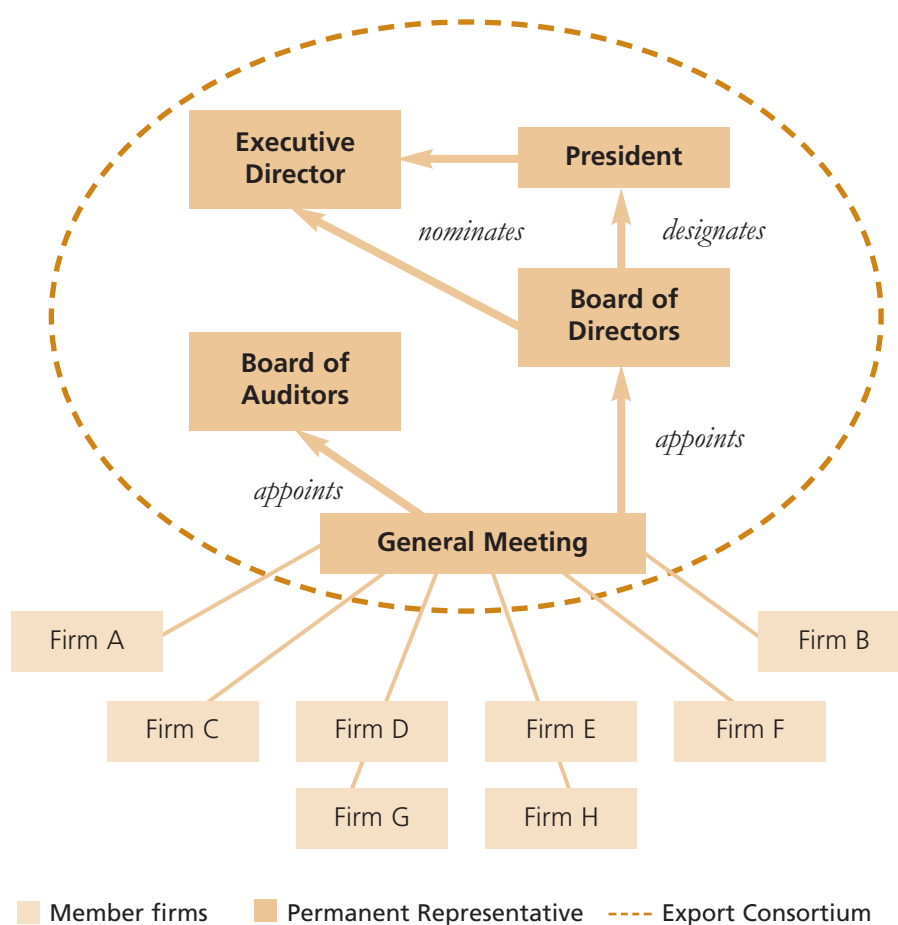 Executive
Director
President
nominates
designates
Board of
Directors
Board of
Auditors
appoints
appoints
General Meeting
Firm A
Firm B
Firm C
Firm D
Firm E
Firm F
Firm G
Firm H
Member firms
Permanent Representative
Export Consortium